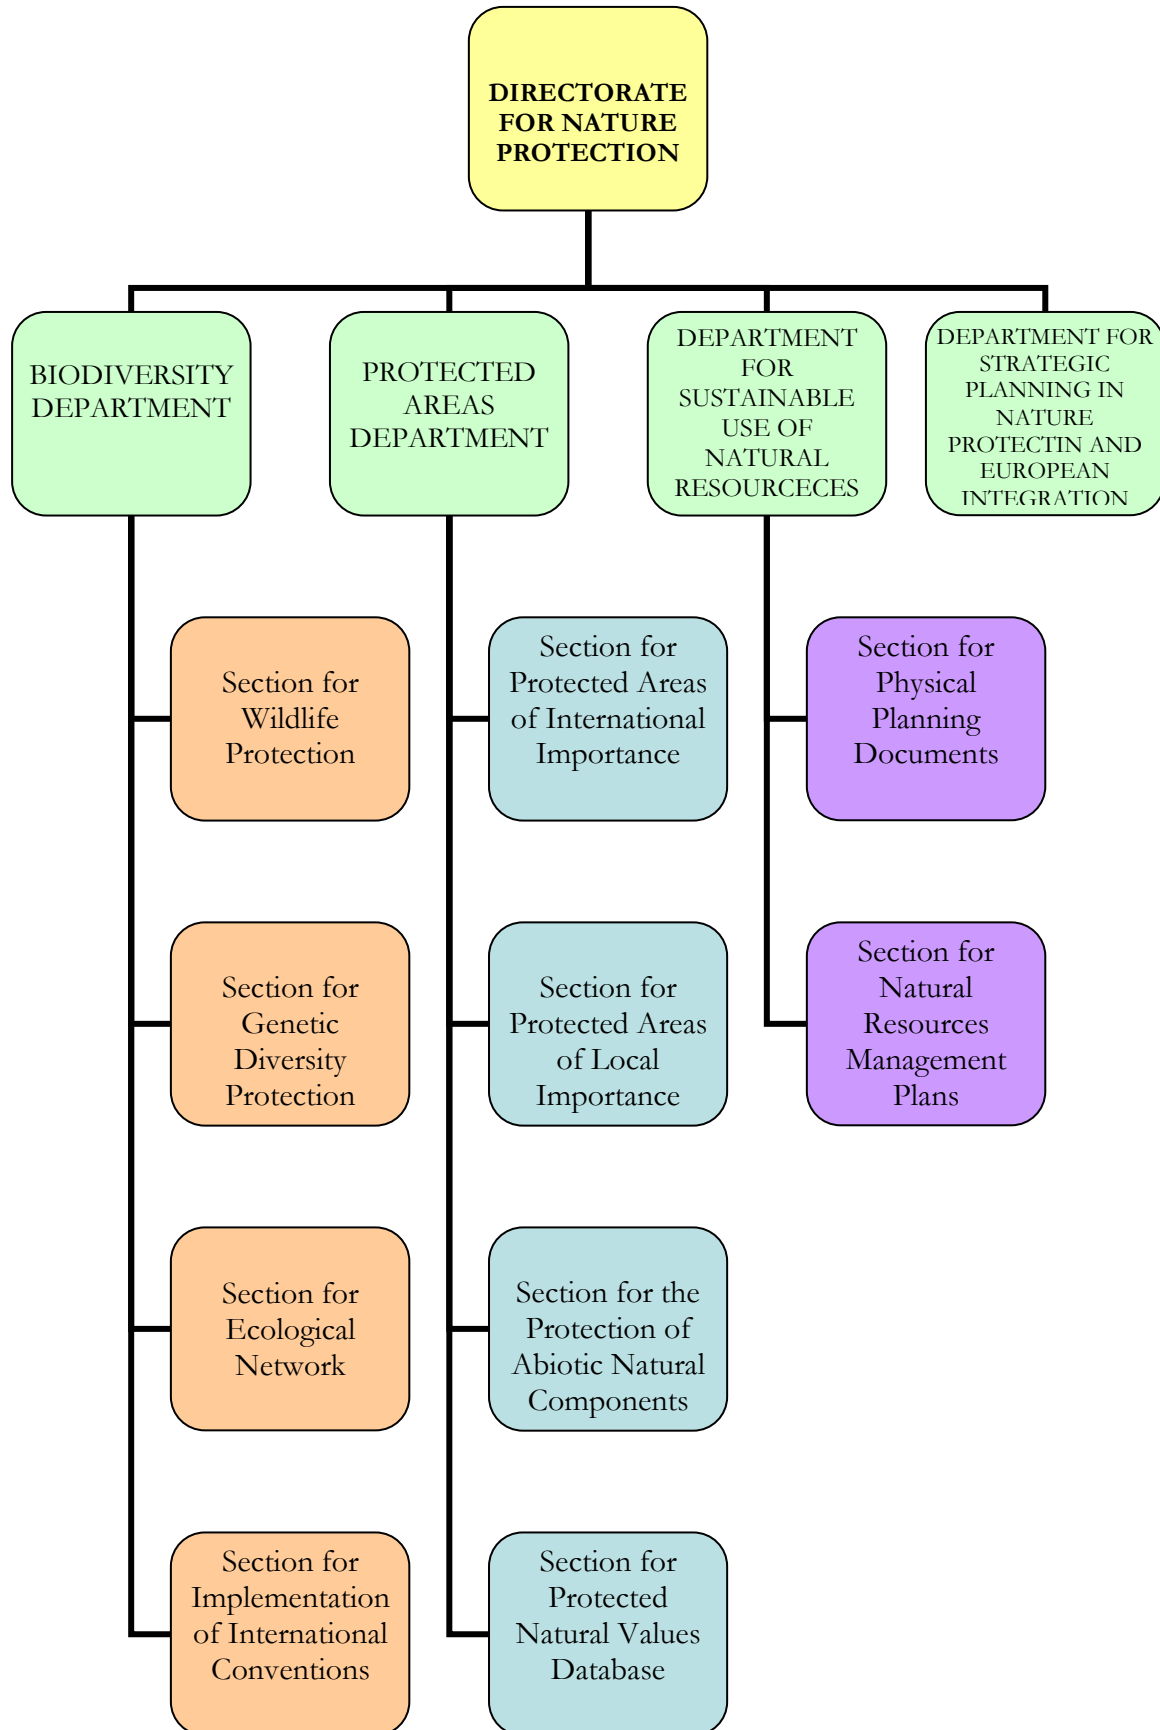 DIRECTORATE
FOR NATURE
PROTECTION
BIODIVERSITY
DEPARTMENT
PROTECTED
AREAS
DEPARTMENT
DEPARTMENT
FOR
SUSTAINABLE
USE OF
NATURAL
RESOURCECES
DEPARTMENT FOR
STRATEGIC
PLANNING IN
NATURE
PROTECTIN AND
EUROPEAN
INTEGRATION
Section for
Wildlife
Protection
Section for
Protected Areas
of International
Importance
Section for
Physical
Planning
Documents
Section for
Genetic
Diversity
Protection
Section for
Protected Areas
of Local
Importance
Section for
Natural
Resources
Management
Plans
Section for
Ecological
Network
Section for the
Protection of
Abiotic Natural
Components
Section for
Implementation
of International
Conventions
Section for
Protected
Natural Values
Database